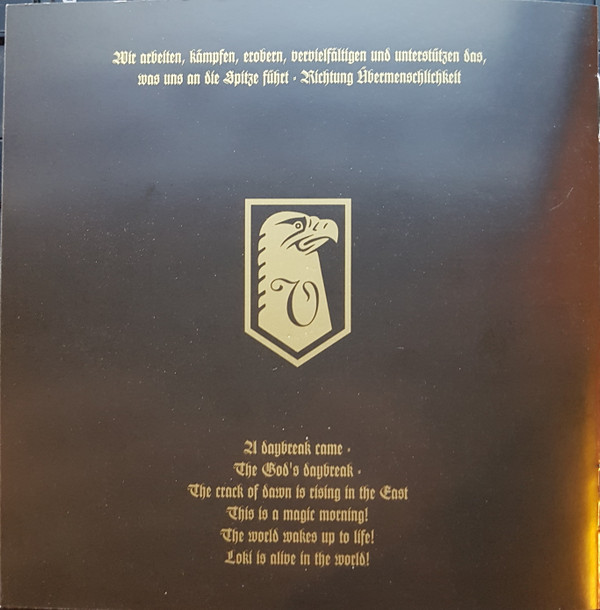 Wir arbeiten, kämpfen, erobern, vervielfältigen und unterstützen das,
was uns an die Spitze führt - Richtung Übermenschlichkeit
V
A daybreak came -
The God's daybreak -
The crack of dawn is rising in the East
This is a magic morning!
The world wakes up to life!
Loki is alive in the world!